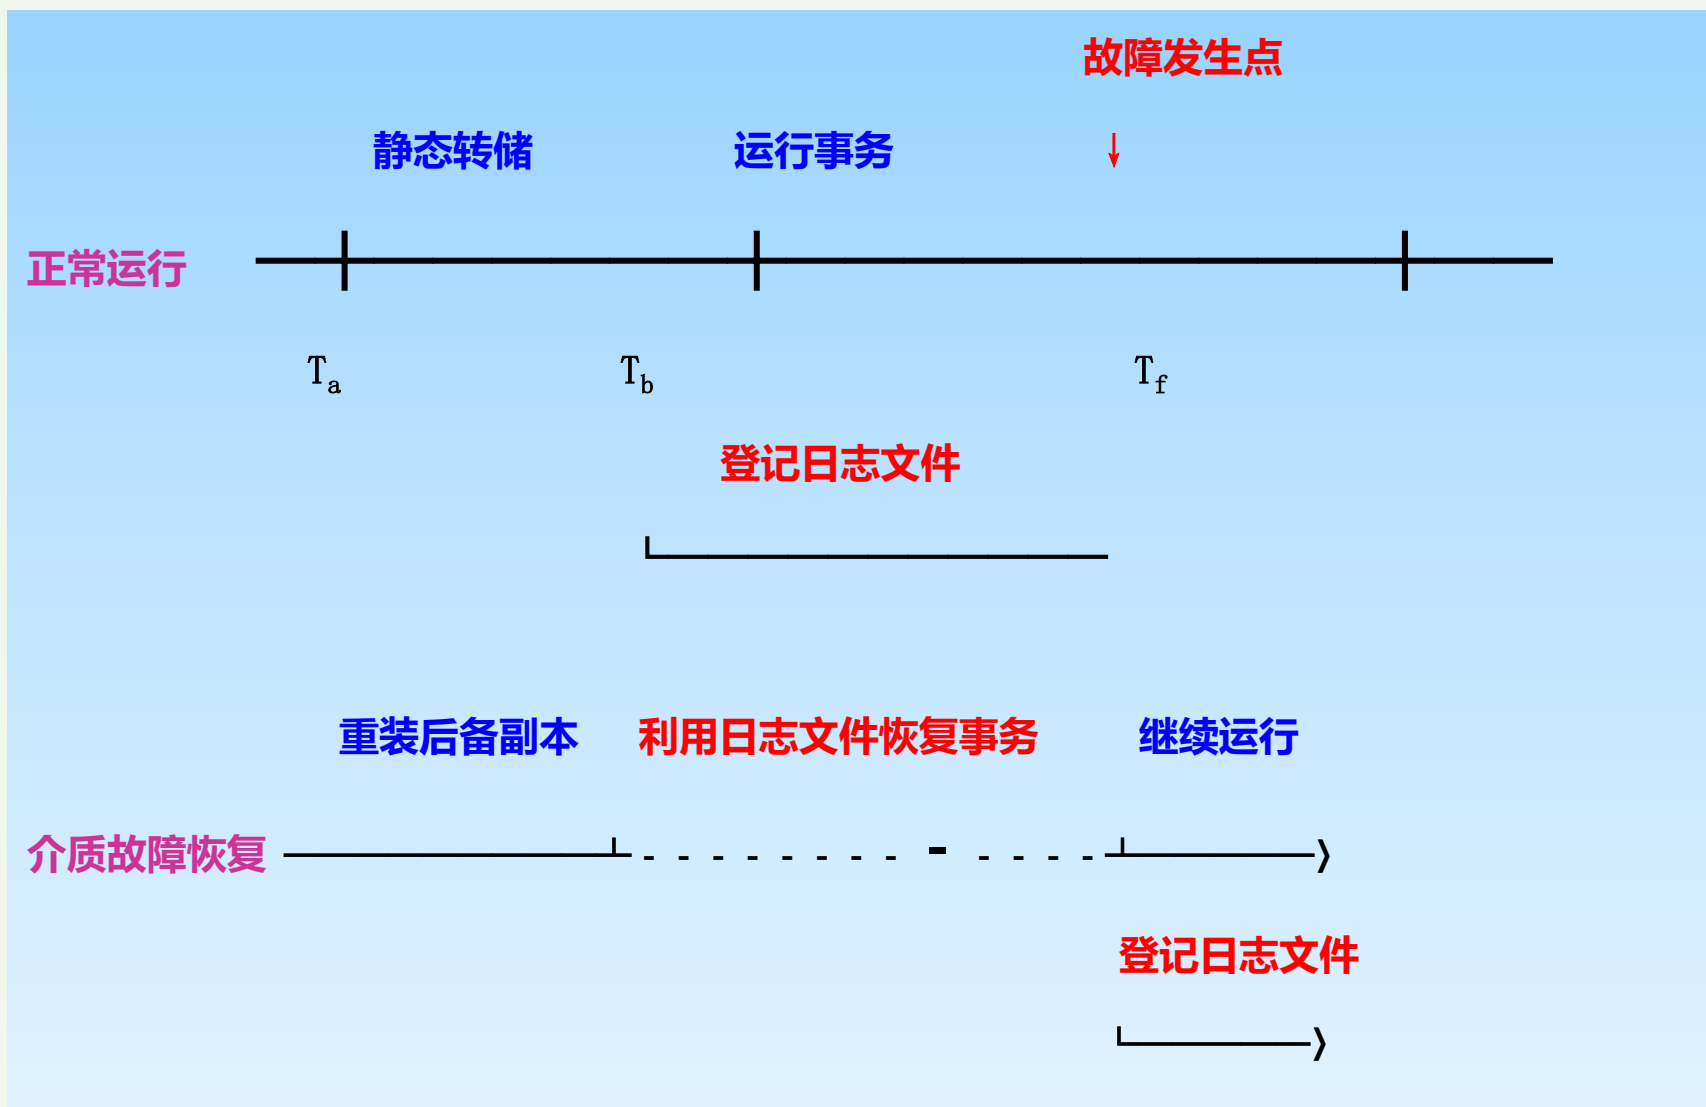 故障发生点
静态转储 运行事务 ↓
正常运行
Ta Tb Tf
登记日志文件
重装后备副本 利用日志文件恢复事务 继续运行
介质故障恢复
登记日志文件